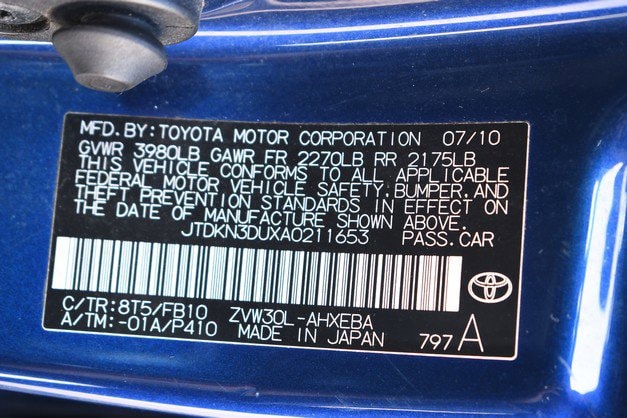 MFD. BY: TOYOTA MOTOR CORPORATION 07/10
GVWR 3980LB GAWR FR 2270LB RR 2175LB
THIS VEHICLE CONFORMS TO ALL APPLICABLE
FEDERAL MOTOR VEHICLE SAFETY, BUMPER, AND
THEFT PREVENTION STANDARDS IN EFFECT ON
THE DATE OF MANUFACTURE SHOWN ABOVE.
JTDKN3DUXA0211653 PASS.CAR
C/TR: 8T5/FB10 ZVW30L-AHXEBA
A/TM: -01A/P410 MADE IN JAPAN 797 A